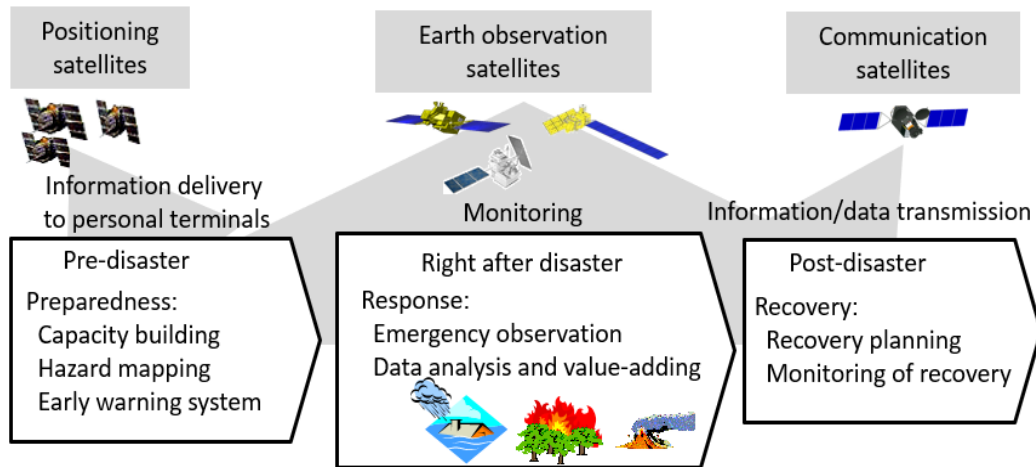 Positioning
satellites
Earth observation
satellites
Communication
satellites
Information delivery
to personal terminals
Monitoring
Information/data transmission
Pre-disaster
Preparedness:
Capacity building
Hazard mapping
Early warning system
Right after disaster
Response:
Emergency observation
Data analysis and value-adding
Post-disaster
Recovery:
Recovery planning
Monitoring of recovery